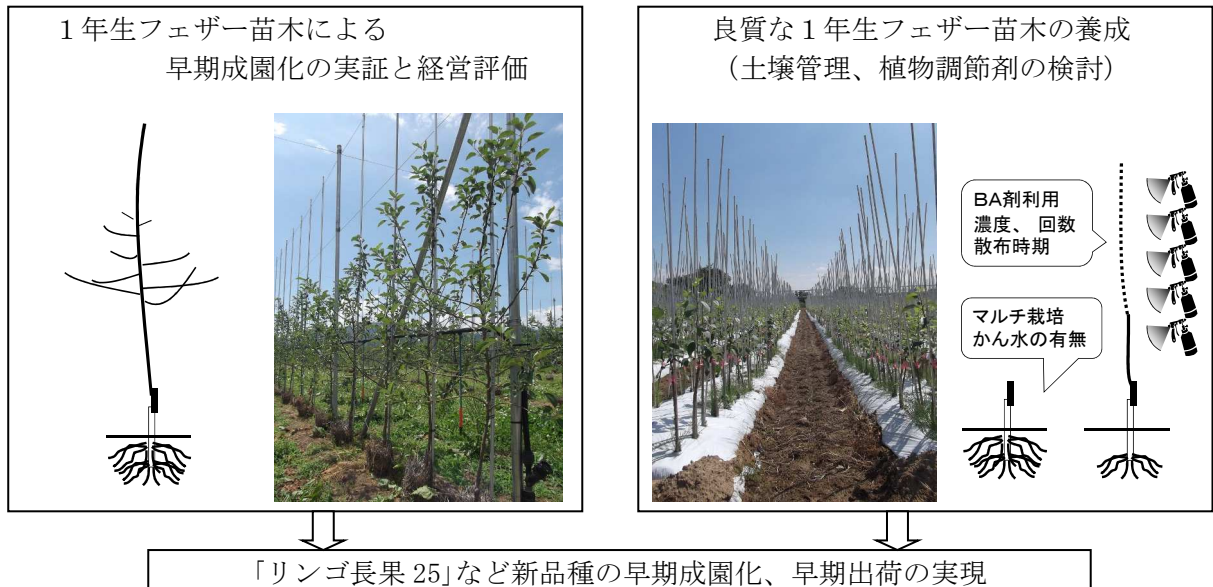 1年生フェザー苗木による
早期成園化の実証と経営評価
良質な1年生フェザー苗木の養成
（土壌管理、植物調節剤の検討）
BA剤利用
濃度、回数
散布時期
マルチ栽培
かん水の有無
「リンゴ長果25」など新品種の早期成園化、早期出荷の実現